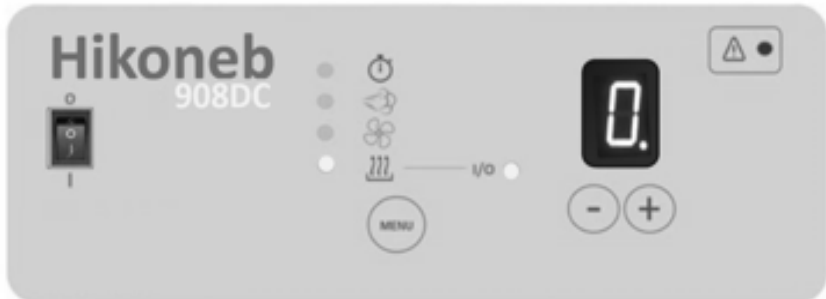 Hikoneb
908DC
O
I
I/O
MENU
0.
- +